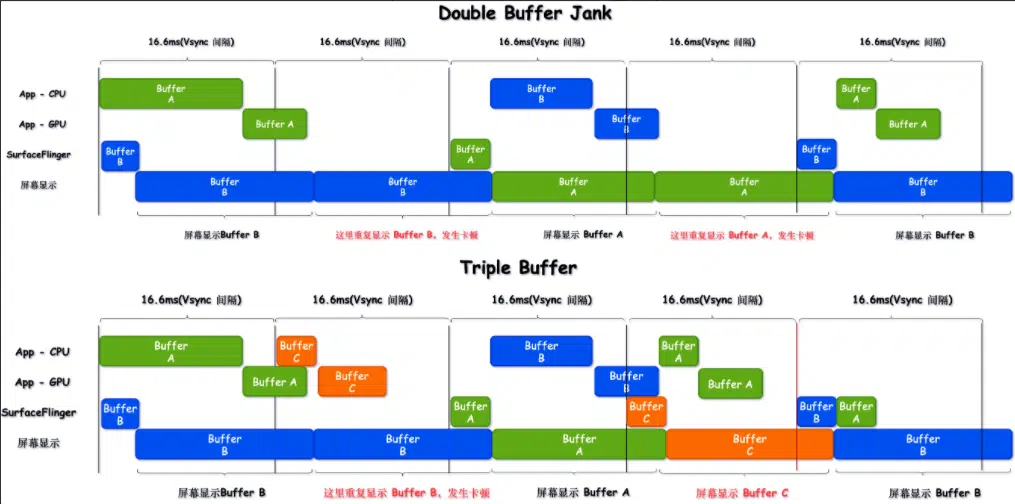 Double Buffer Jank
16.6ms(Vsync 间隔)
16.6ms(Vsync 间隔)
16.6ms(Vsync 间隔)
16.6ms(Vsync 间隔)
16.6ms(Vsync 间隔)
App - CPU
Buffer
A
Buffer
B
Buffer
A
App - GPU
Buffer A
Buffer
B
Buffer A
SurfaceFlinger
Buffer
B
Buffer
A
Buffer
B
屏幕显示
Buffer
B
Buffer
B
Buffer
A
Buffer
A
Buffer
B
屏幕显示Buffer B
这里重复显示 Buffer B，发生卡顿
屏幕显示 Buffer A
这里重复显示 Buffer A，发生卡顿
屏幕显示 Buffer B
Triple Buffer
16.6ms(Vsync 间隔)
16.6ms(Vsync 间隔)
16.6ms(Vsync 间隔)
16.6ms(Vsync 间隔)
16.6ms(Vsync 间隔)
App - CPU
Buffer
A
Buffer
C
Buffer
B
Buffer
A
App - GPU
Buffer A
Buffer
C
Buffer
B
Buffer A
SurfaceFlinger
Buffer
B
Buffer
A
Buffer
C
Buffer
B
Buffer
A
屏幕显示
Buffer
B
Buffer
B
Buffer
A
Buffer
C
Buffer
B
屏幕显示Buffer B
这里重复显示 Buffer B，发生卡顿
屏幕显示 Buffer A
屏幕显示 Buffer C
屏幕显示 Buffer B